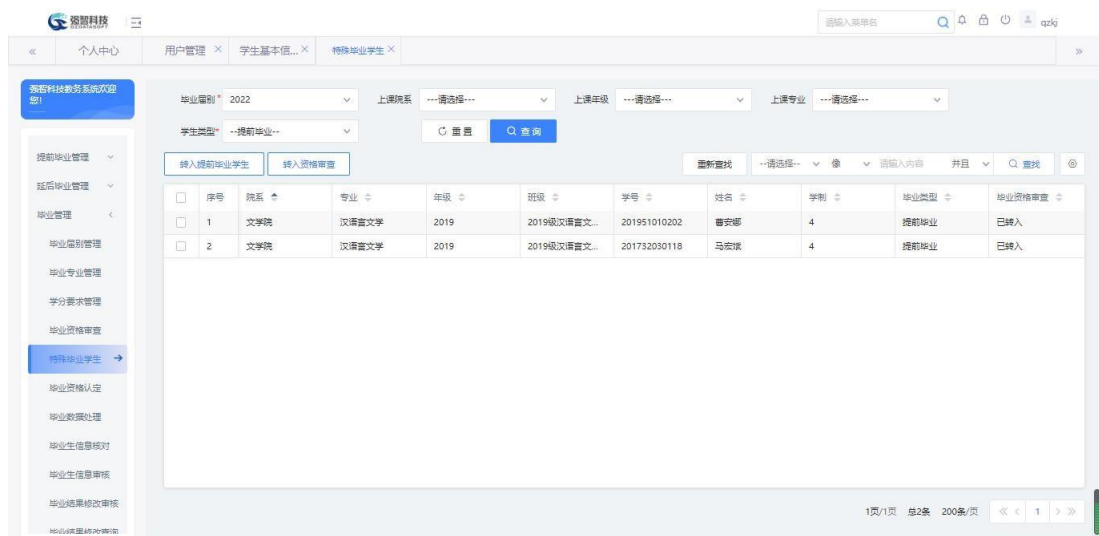 强智科技
QZDATASOFT
请输入菜单名
qzkj
个人中心
用户管理 ×
学生基本信... ×
特殊毕业学生 ×
强智科技教务系统欢迎
您!
提前毕业管理
延后毕业管理
毕业管理
毕业届别管理
毕业专业管理
学分要求管理
毕业资格审查
特殊毕业学生
毕业资格认定
毕业数据处理
毕业生信息核对
毕业生信息审核
毕业结果修改审核
毕业结果修改查询
毕业届别* 2022 上课院系 ---请选择--- 上课年级 ---请选择--- 上课专业 ---请选择---
学生类型* --提前毕业-- 重置 查询
转入提前毕业学生 转入资格审查 重新查找 --请选择-- 像 请输入内容 并且 查找
序号 院系 专业 年级 班级 学号 姓名 学制 毕业类型 毕业资格审查
1 文学院 汉语言文学 2019 2019级汉语言文... 201951010202 曹安娜 4 提前毕业 已转入
2 文学院 汉语言文学 2019 2019级汉语言文... 201732030118 马宏 4 提前毕业 已转入
1页/1页 总2条 200条/页 1